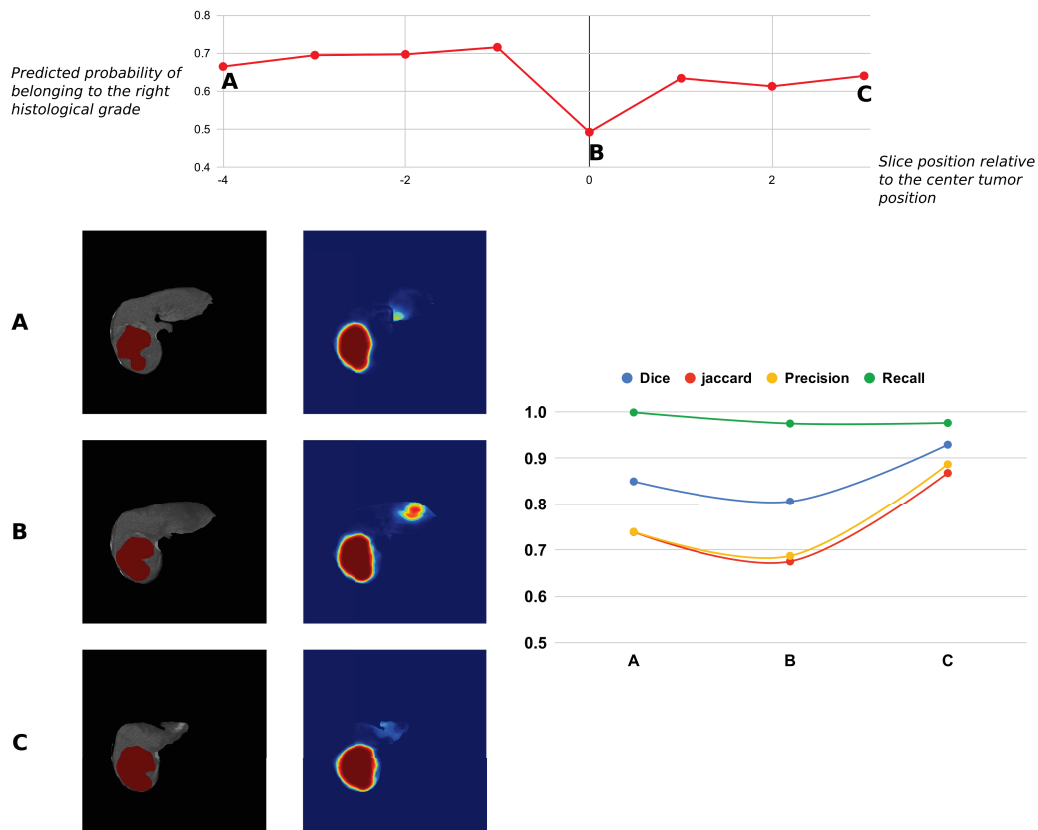 0.8
0.7
0.6
0.5
0.4
Predicted probability of
belonging to the right
histological grade
A
B
C
-4
-2
0
2
Slice position relative
to the center tumor
position
A
B
C
Dice
jaccard
Precision
Recall
1.0
0.9
0.8
0.7
0.6
0.5
A
B
C